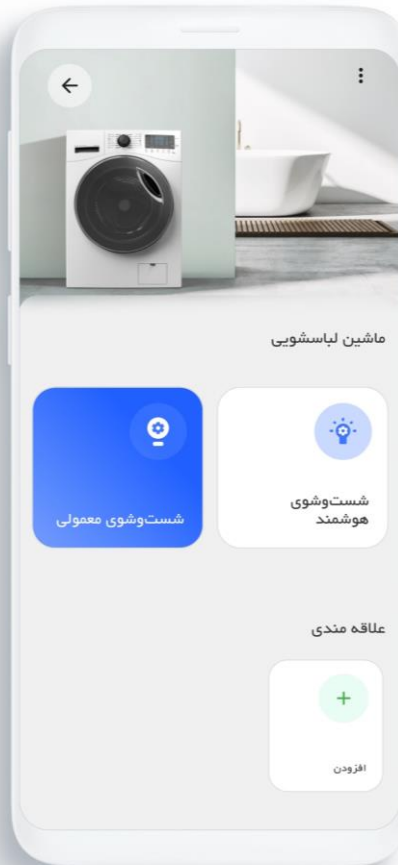 ماشین لباسشویی
شست‌وشوی
هوشمند
شست‌وشوی معمولی
علاقه مندی
افزودن